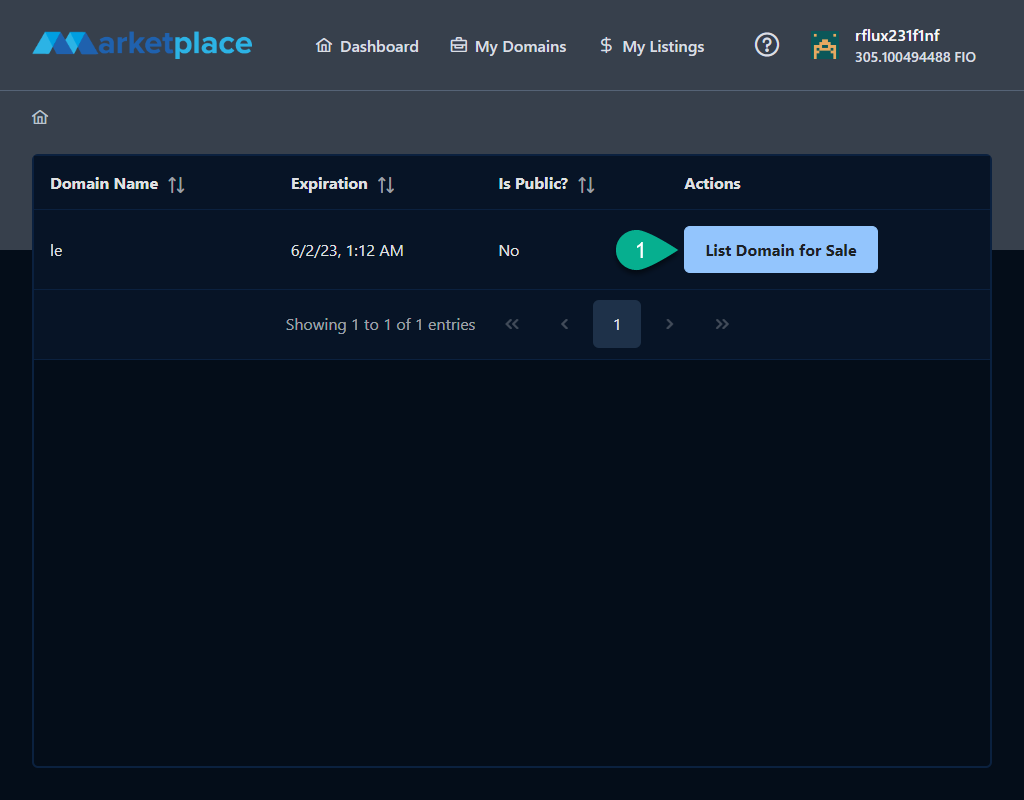 Marketplace
Dashboard
My Domains
My Listings
rflux231f1nf
305.100494488 FIO
Domain Name
Expiration
Is Public?
Actions
le
6/2/23, 1:12 AM
No
1
List Domain for Sale
Showing 1 to 1 of 1 entries
1